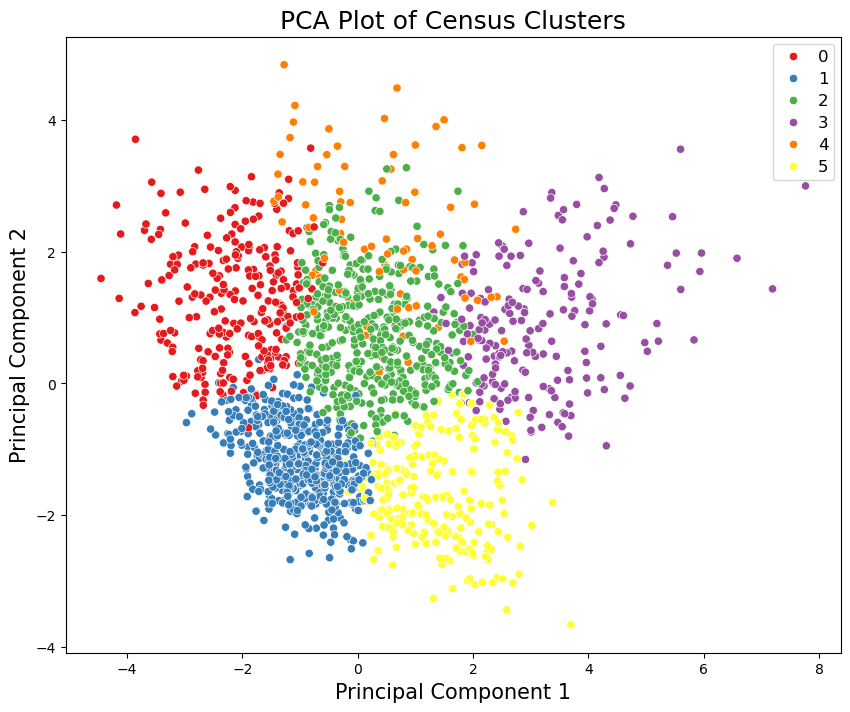 PCA Plot of Census Clusters
0
1
2
3
4
5
4
2
0
−2
−4
Principal Component 2
−4 −2 0 2 4 6 8
Principal Component 1